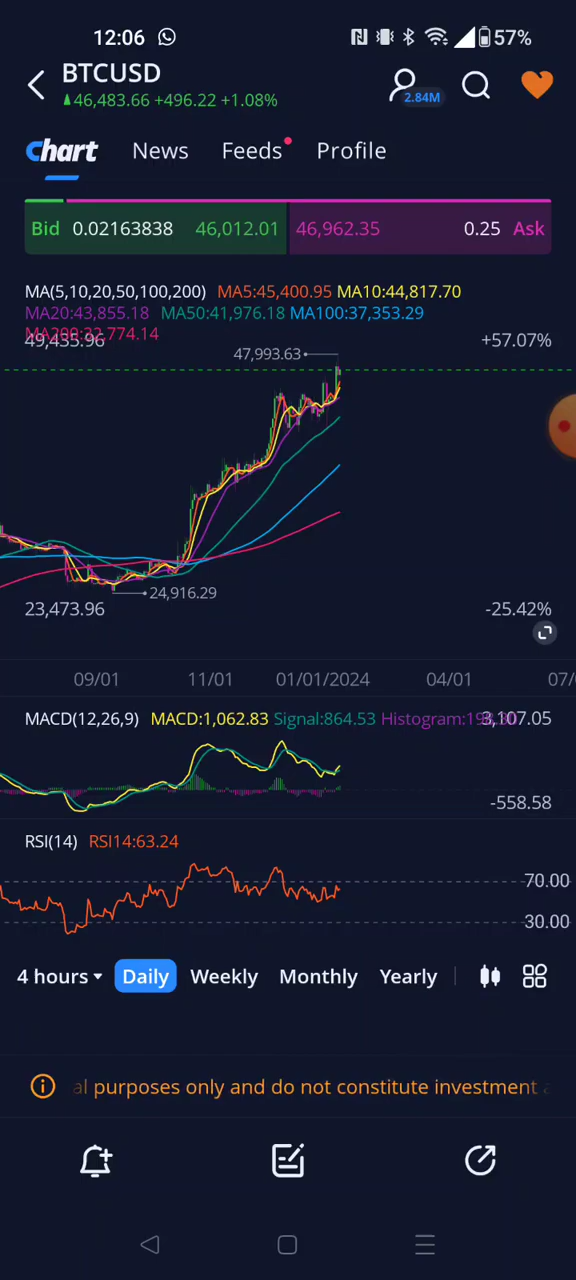 12:06 57%
BTCUSD
46,483.66 +496.22 +1.08% 2.84M
Chart News Feeds Profile
Bid 0.02163838 46,012.01 46,962.35 0.25 Ask
MA(5,10,20,50,100,200) MA5:45,400.95 MA10:44,817.70
MA20:43,855.18 MA50:41,976.18 MA100:37,353.29
49,435.96 +57.07%
47,993.63
24,916.29
23,473.96 -25.42%
09/01 11/01 01/01/2024 04/01 07/
MACD(12,26,9) MACD:1,062.83 Signal:864.53 Histogram:
-558.58
RSI(14) RSI14:63.24
70.00
30.00
4 hours Daily Weekly Monthly Yearly
al purposes only and do not constitute investment a